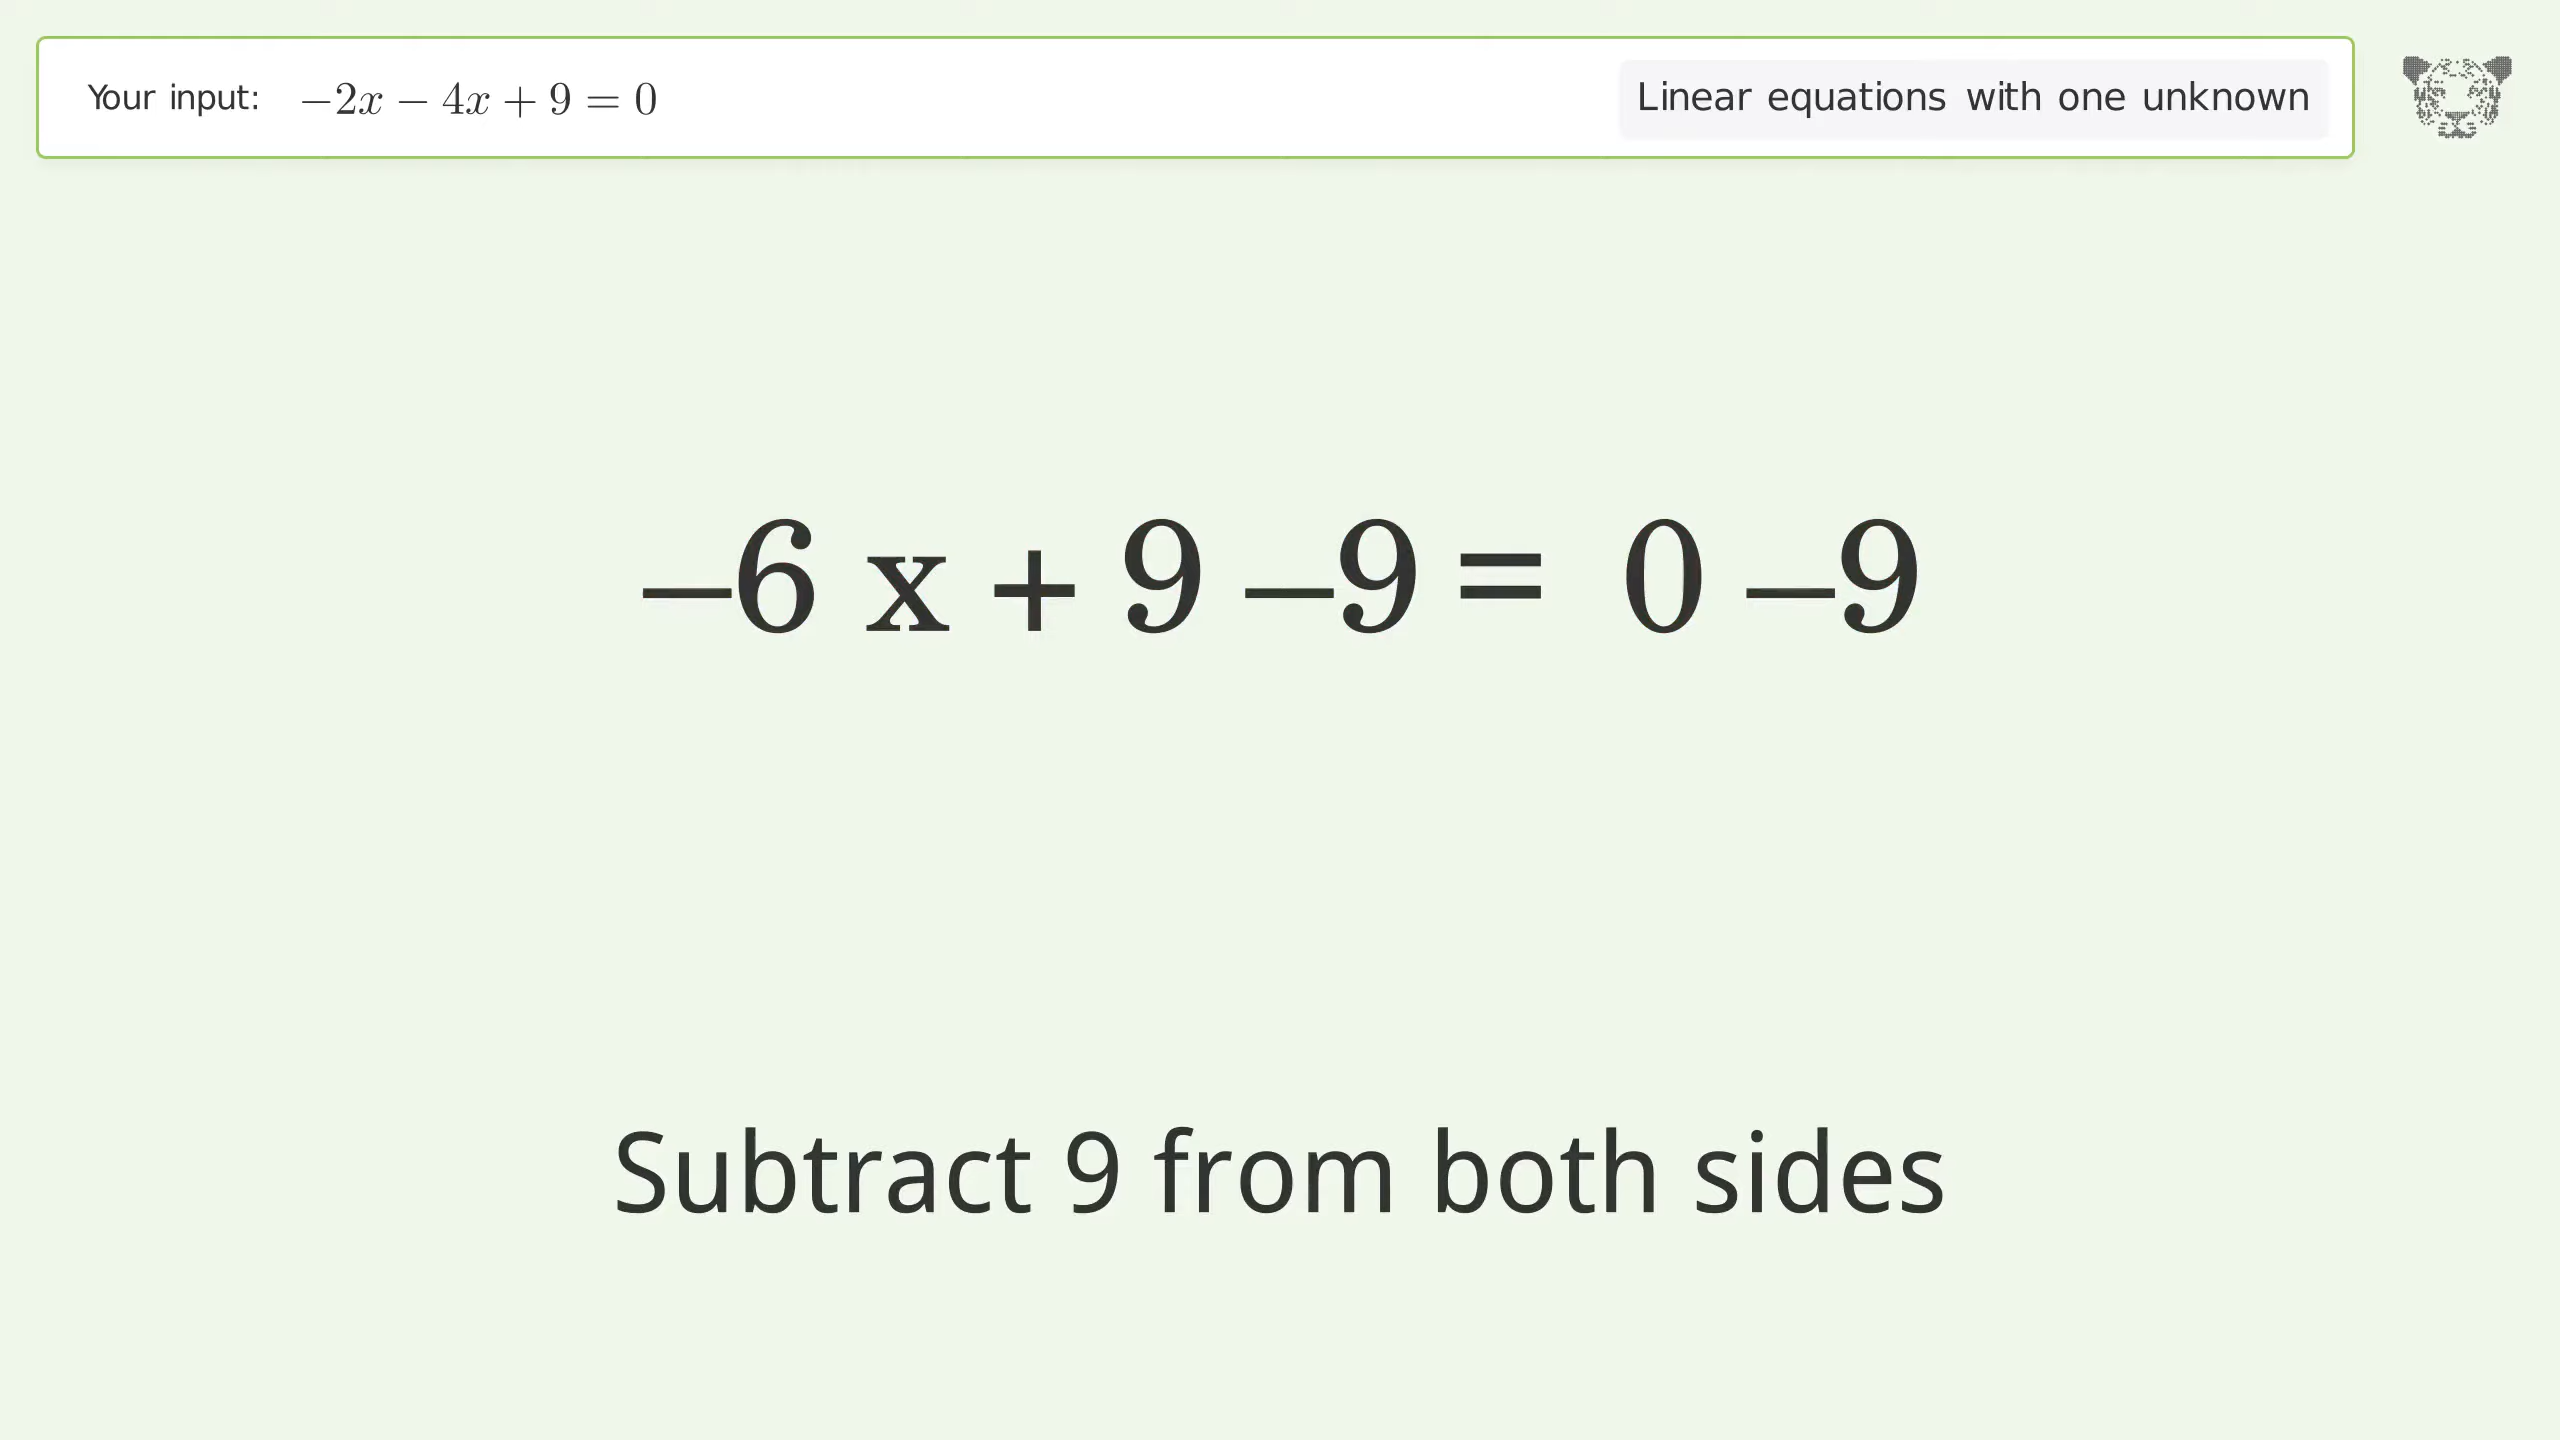 Your input: −2x − 4x + 9 = 0
Linear equations with one unknown
–6 x + 9 –9 = 0 –9
Subtract 9 from both sides